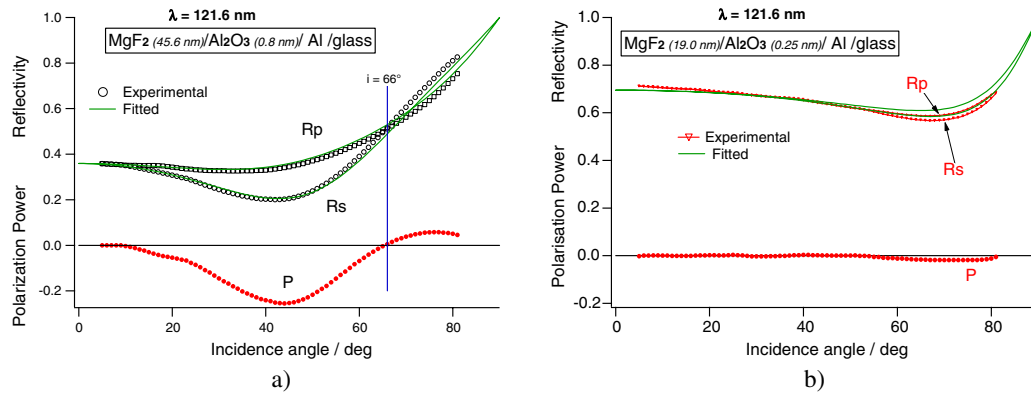 λ = 121.6 nm
MgF2 (45.6 nm)/Al2O3 (0.8 nm)/ Al /glass
i = 66°
Experimental
Fitted
Rp
Rs
P
Reflectivity
Polarization Power
1.0
0.8
0.6
0.4
0.2
0.0
-0.2
0
20
40
60
80
Incidence angle / deg
a)
λ = 121.6 nm
MgF2 (19.0 nm)/Al2O3 (0.25 nm)/ Al /glass
Rp
Experimental
Fitted
Rs
P
Reflectivity
Polarisation Power
1.0
0.8
0.6
0.4
0.2
0.0
-0.2
0
20
40
60
80
Incidence angle / deg
b)